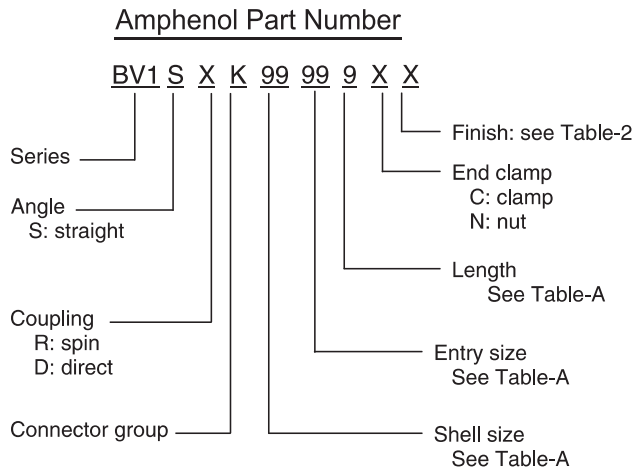 Amphenol Part Number
BV1 S X K 99 99 9 X X
Finish: see Table-2
Series
End clamp
C: clamp
N: nut
Angle
S: straight
Length
See Table-A
Coupling
R: spin
D: direct
Entry size
See Table-A
Connector group
Shell size
See Table-A